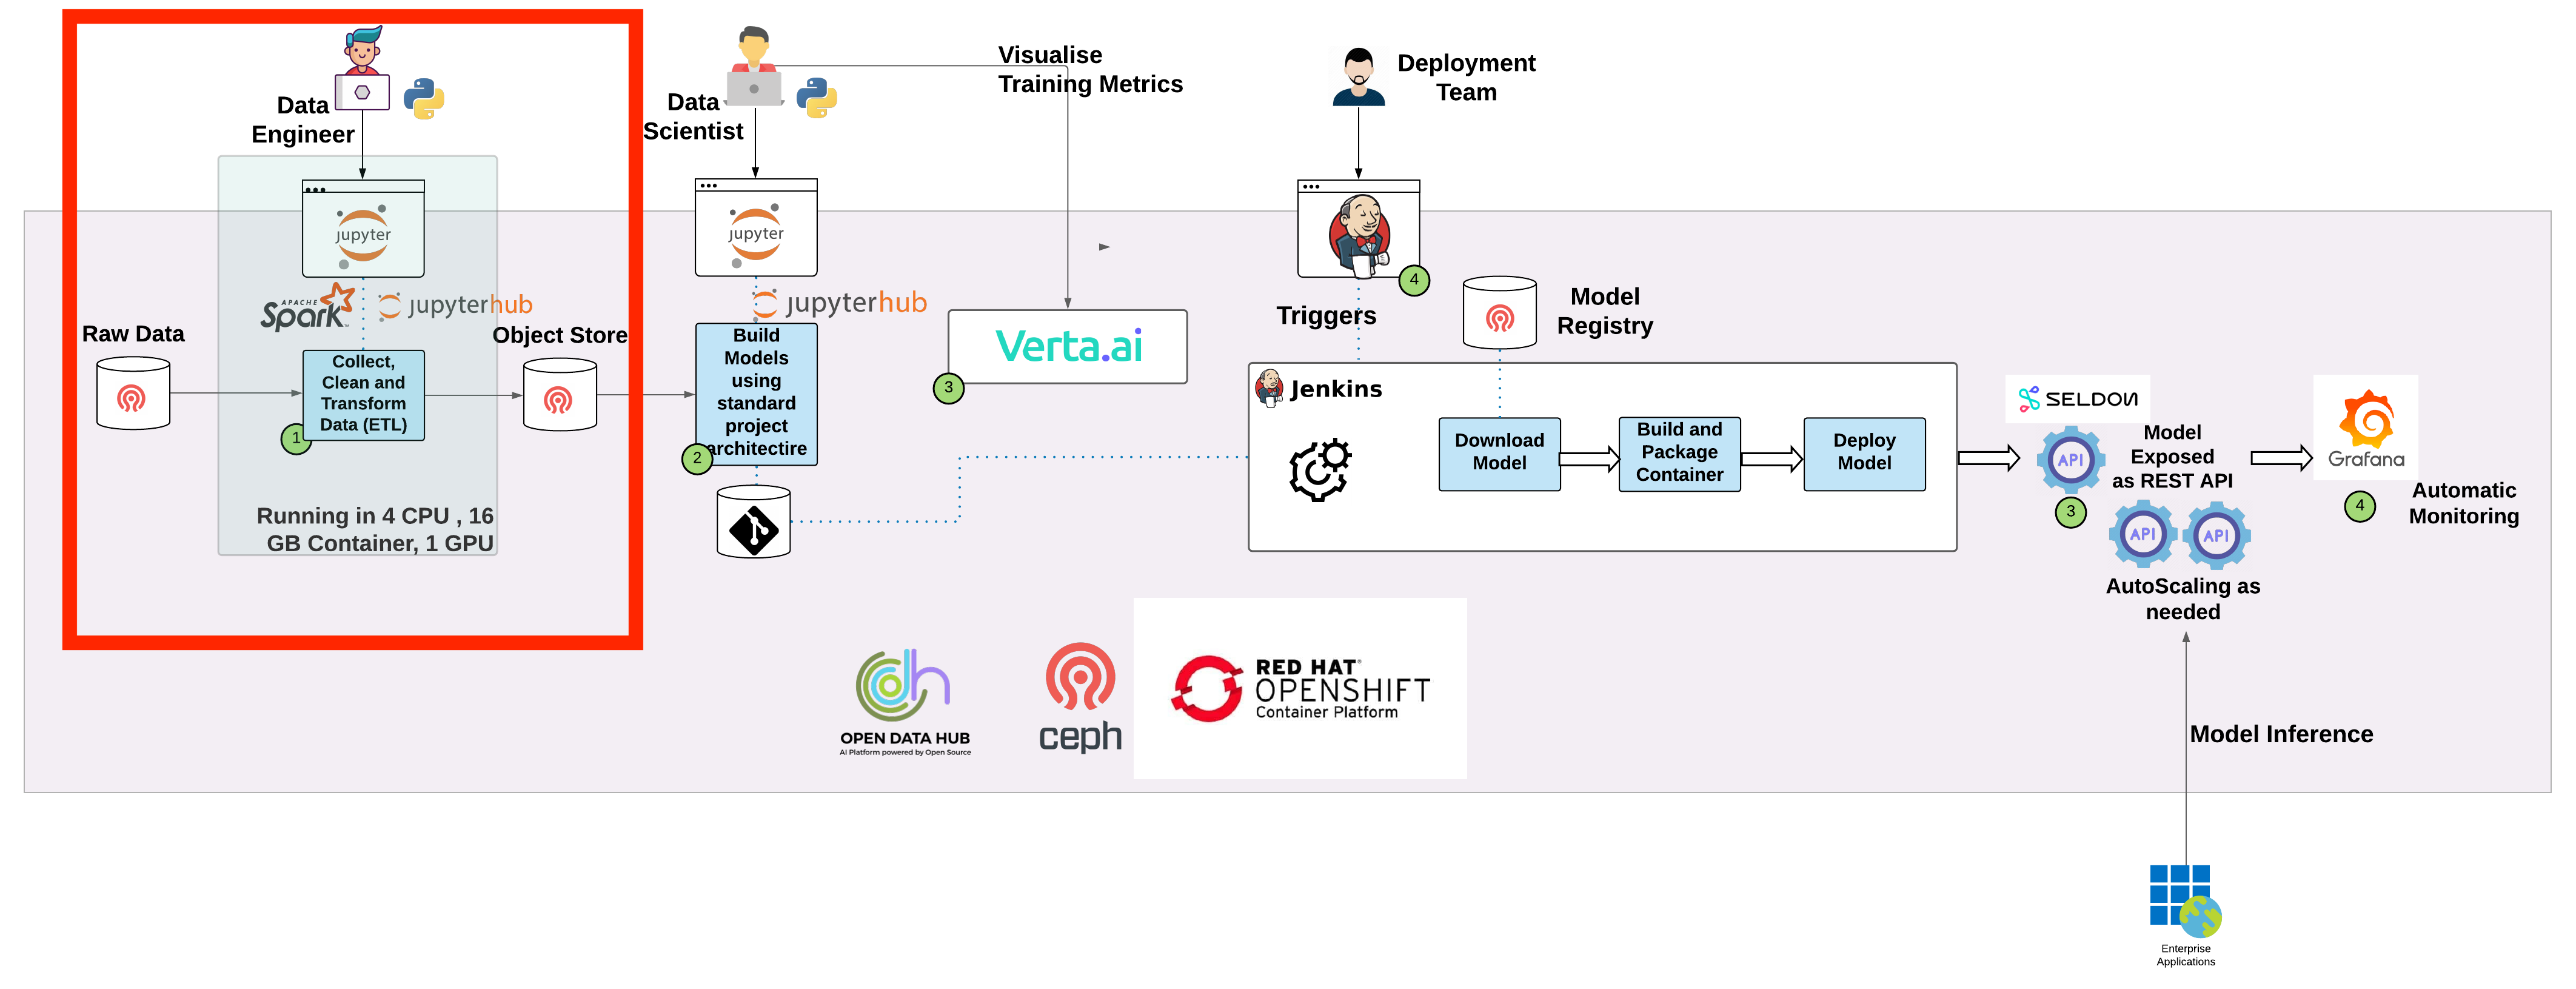 Data
Engineer
jupyter
APACHE
Spark
jupyterhub
Raw Data
Object Store
Collect,
Clean and
Transform
Data (ETL)
1
Running in 4 CPU , 16
GB Container, 1 GPU
Data
Scientist
jupyter
jupyterhub
Build
Models
using
standard
project
architectire
2
Visualise
Training Metrics
Verta.ai
3
Deployment
Team
4
Triggers
Model
Registry
Jenkins
Download
Model
Build and
Package
Container
Deploy
Model
SELDON
API
Model
Exposed
as REST API
3
API
API
AutoScaling as
needed
Grafana
4
Automatic
Monitoring
OPEN DATA HUB
AI Platform powered by Open Source
ceph
RED HAT
OPENSHIFT
Container Platform
Model Inference
Enterprise
Applications